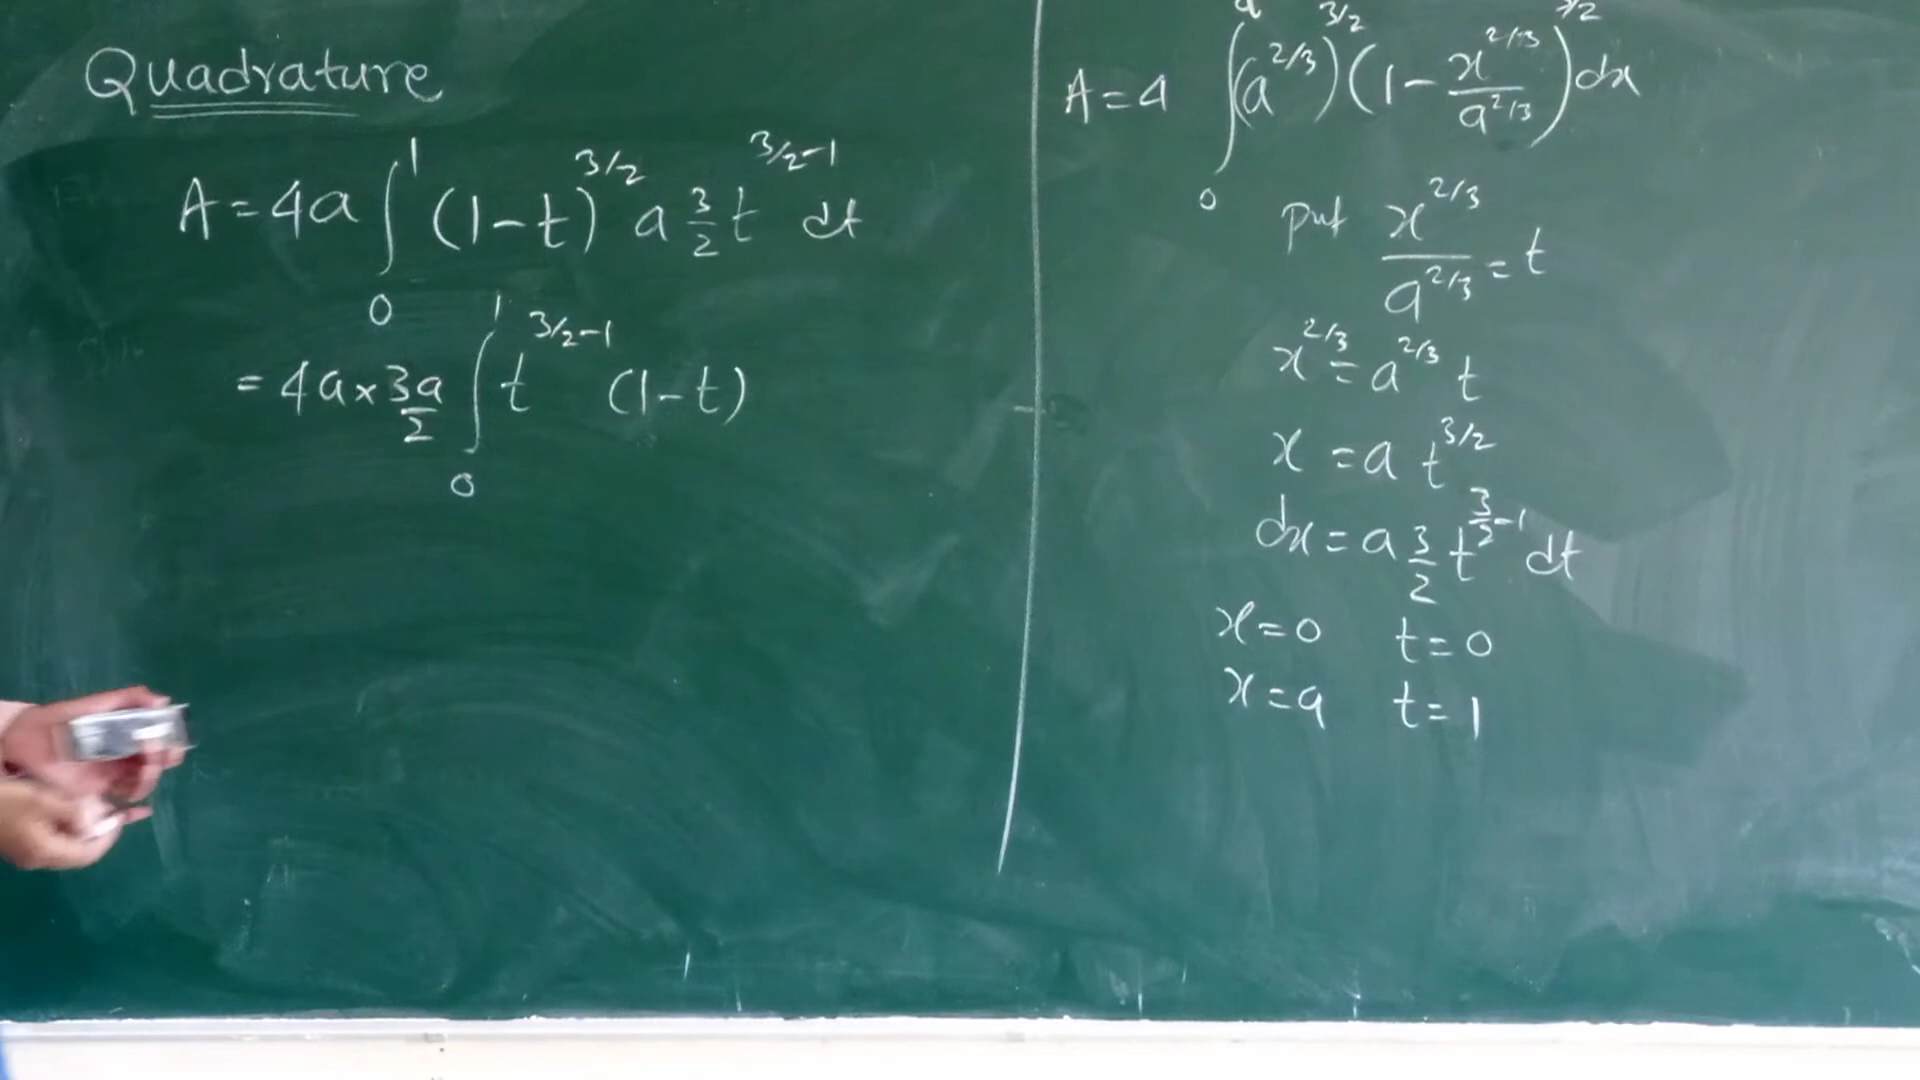 Quadrature
A = 4a ∫₀¹ (1-t)^{3/2} a 3/2 t^{3/2-1} dt
= 4a × 3a/2 ∫₀¹ t^{3/2-1} (1-t)
A = 4 ∫₀^a (a^{2/3})^{3/2} (1 - x^{2/3}/a^{2/3})^{3/2} dx
put x^{2/3}/a^{2/3} = t
x^{2/3} = a^{2/3} t
x = a t^{3/2}
dx = a 3/2 t^{3/2-1} dt
x=0 t=0
x=a t=1